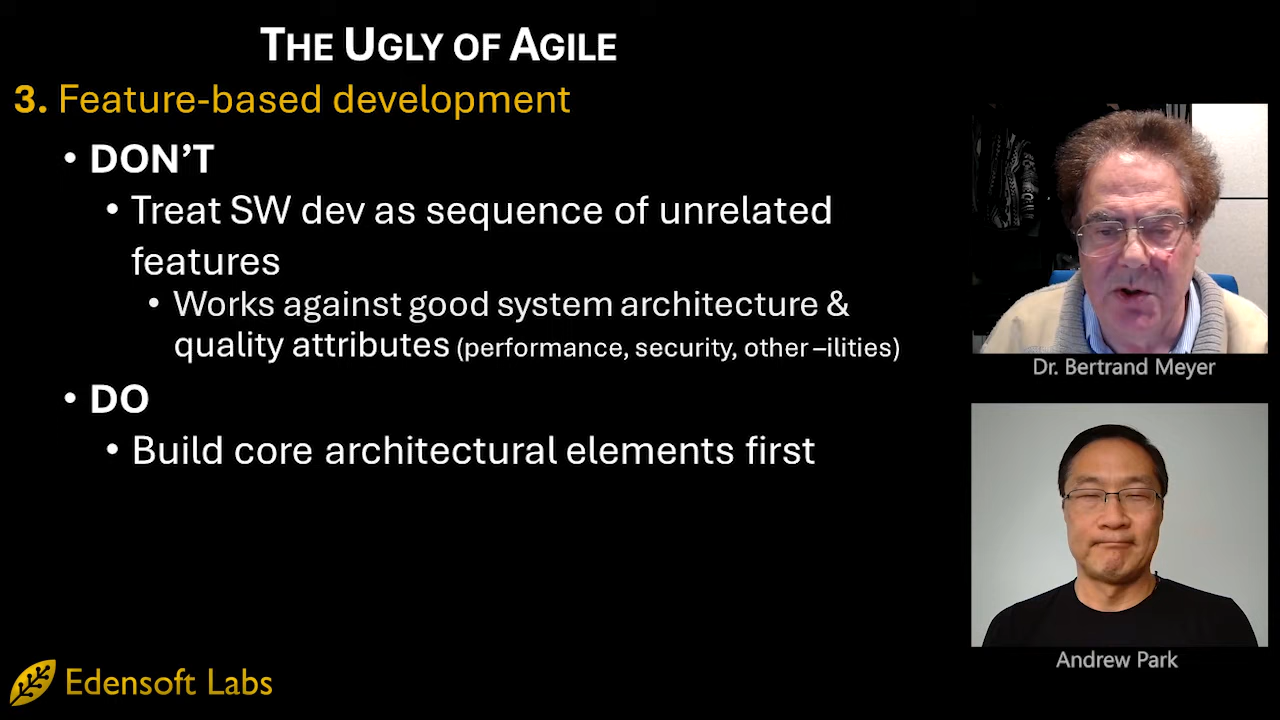 THE UGLY OF AGILE
3. Feature-based development
• DON’T
• Treat SW dev as sequence of unrelated
features
• Works against good system architecture &
quality attributes (performance, security, other –ilities)
• DO
• Build core architectural elements first
Dr. Bertrand Meyer
Andrew Park
Edensoft Labs